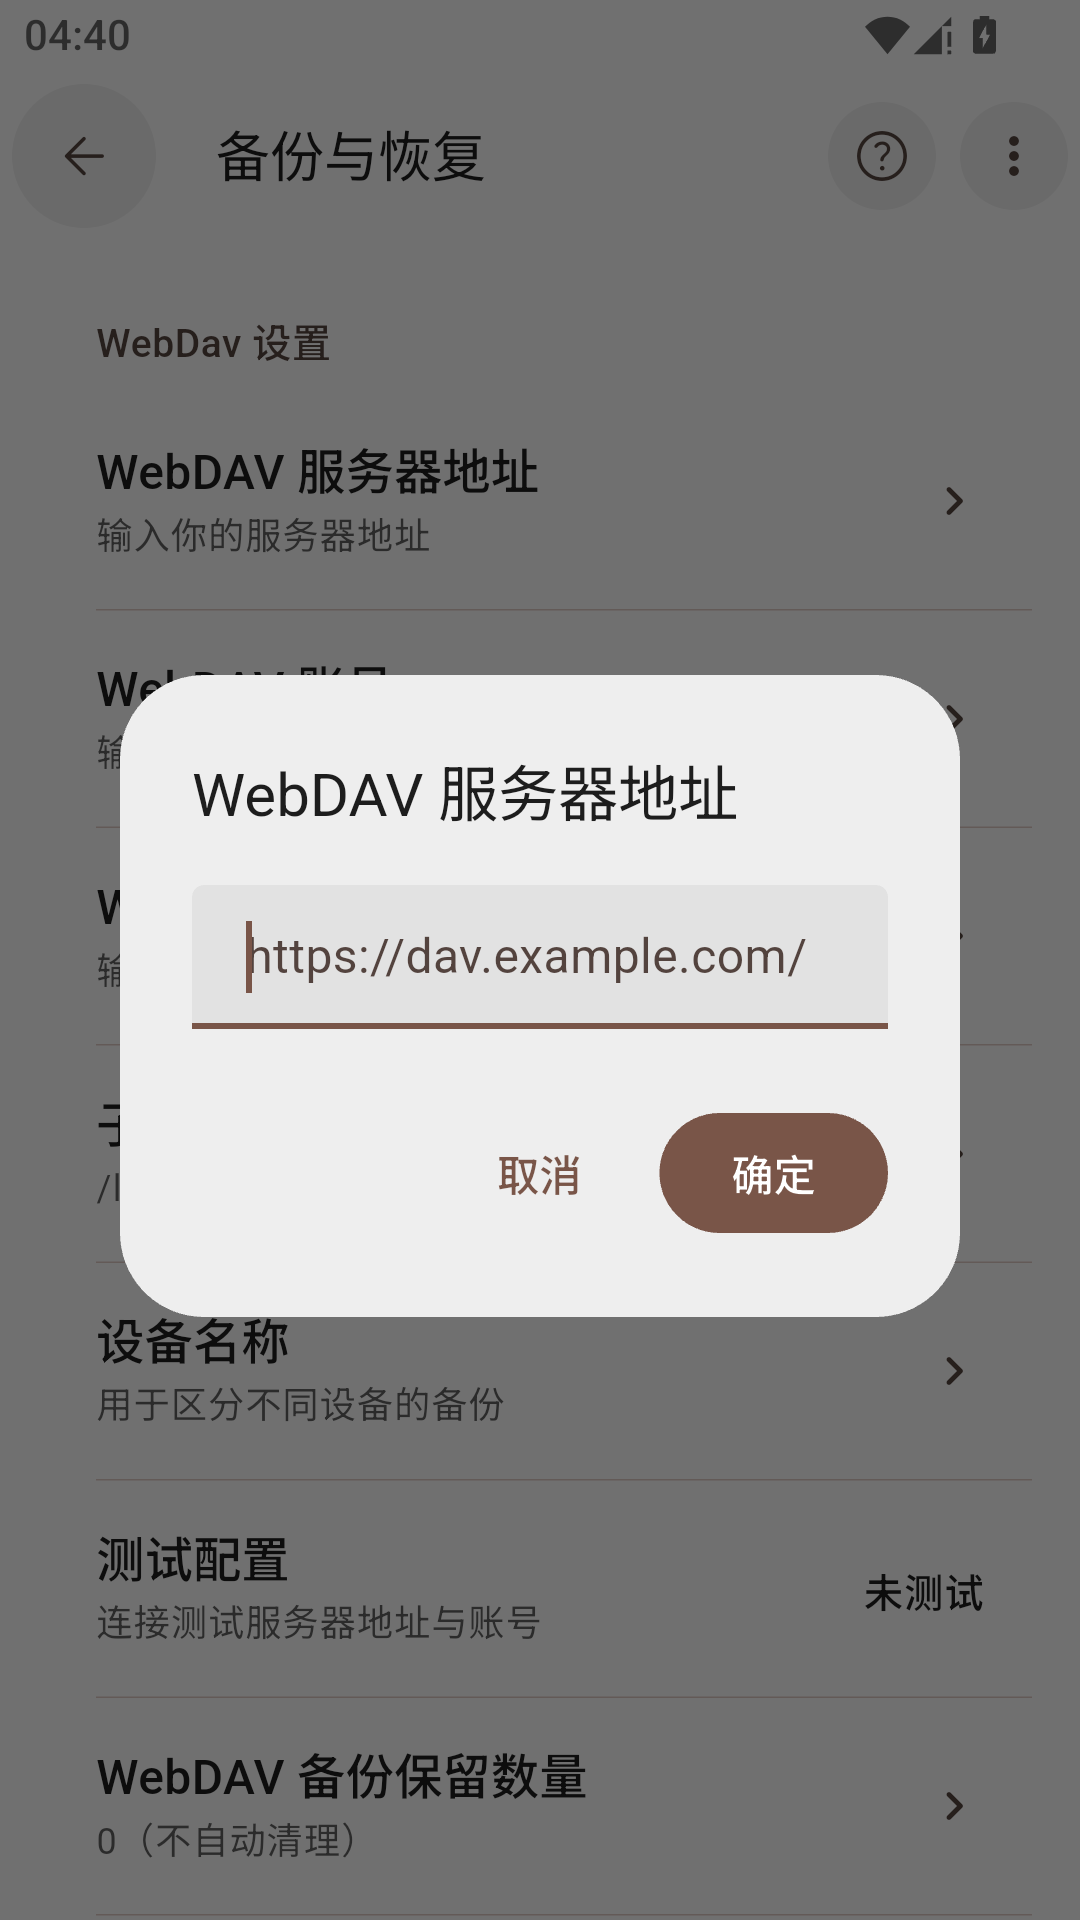 04:40
备份与恢复
WebDav 设置
WebDAV 服务器地址
输入你的服务器地址
WebDAV 账号
输
WebDAV 服务器地址
https://dav.example.com/
取消
确定
设备名称
用于区分不同设备的备份
测试配置
连接测试服务器地址与账号
未测试
WebDAV 备份保留数量
0（不自动清理）